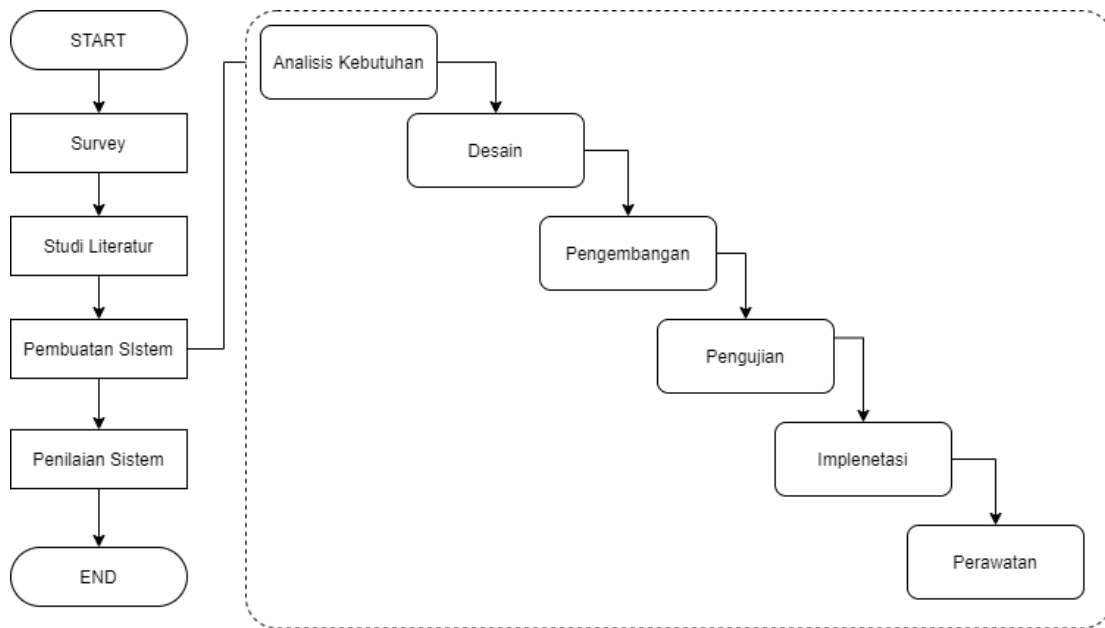 START
Survey
Studi Literatur
Pembuatan SIstem
Penilaian Sistem
END
Analisis Kebutuhan
Desain
Pengembangan
Pengujian
Implenetasi
Perawatan